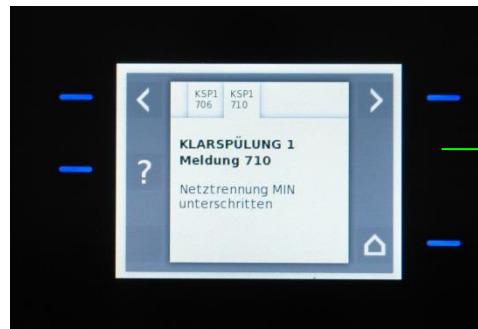 KSP1 KSP1
706 710
KLARSPÜLUNG 1
Meldung 710
Netztrennung MIN
unterschritten